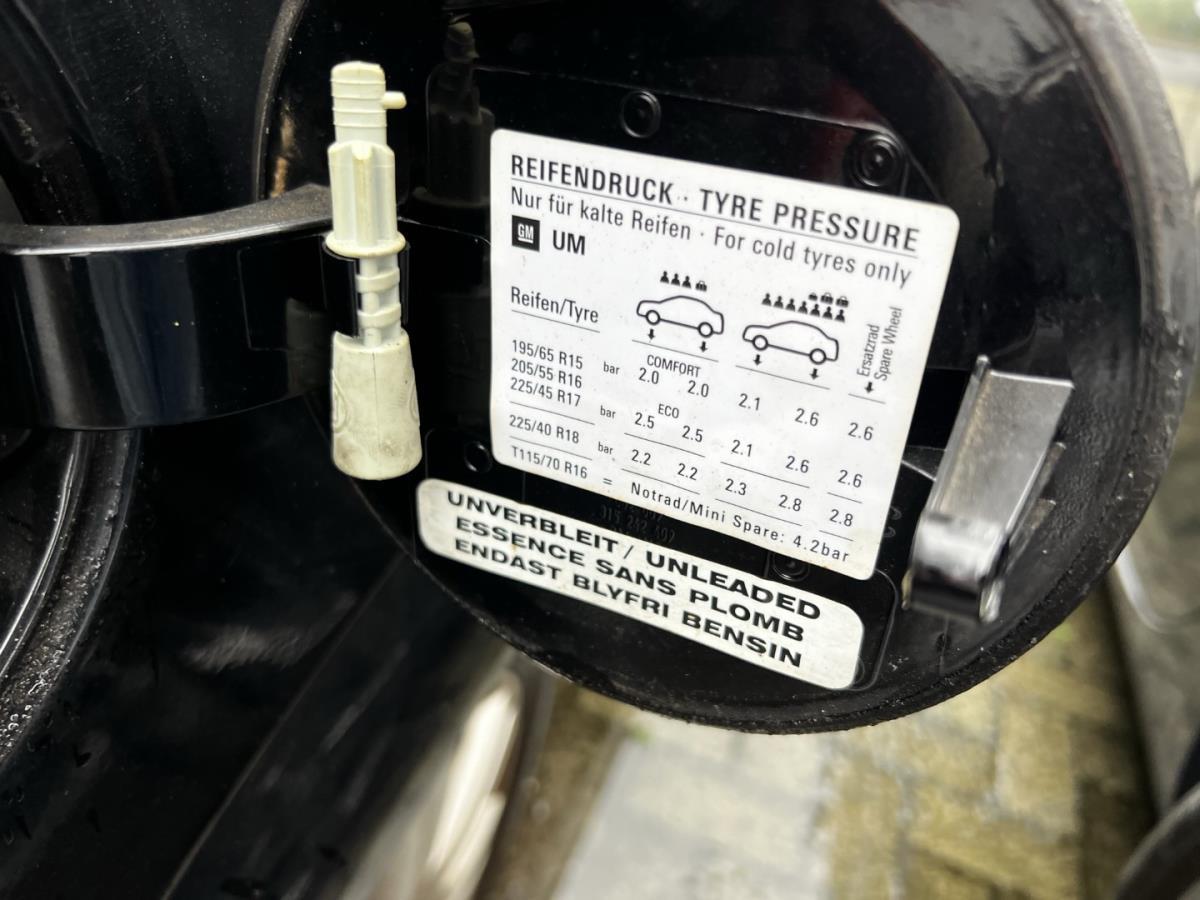 REIFENDRUCK · TYRE PRESSURE
Nur für kalte Reifen · For cold tyres only
GM UM
Reifen/Tyre
Ersatzrad
Spare Wheel
COMFORT
195/65 R15 bar 2.0 2.0 2.1 2.6 2.6
205/55 R16
ECO
225/45 R17 bar 2.5 2.5 2.1 2.6 2.6
225/40 R18 bar 2.2 2.2 2.3 2.8 2.8
T115/70 R16 = Notrad/Mini Spare: 4.2bar
UNVERBLEIT / UNLEADED
ESSENCE SANS PLOMB
ENDAST BLYFRI BENSIN